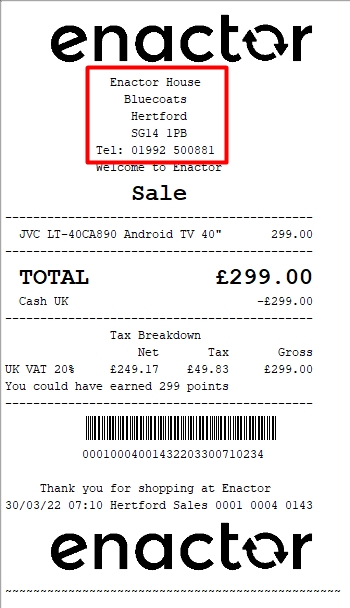 enactor
Enactor House
Bluecoats
Hertford
SG14 1PB
Tel: 01992 500881
Welcome to Enactor
Sale
JVC LT-40CA890 Android TV 40" 299.00
TOTAL £299.00
Cash UK -£299.00
Tax Breakdown
Net Tax Gross
UK VAT 20% £249.17 £49.83 £299.00
You could have earned 299 points
00010004001432203300710234
Thank you for shopping at Enactor
30/03/22 07:10 Hertford Sales 0001 0004 0143
enactor